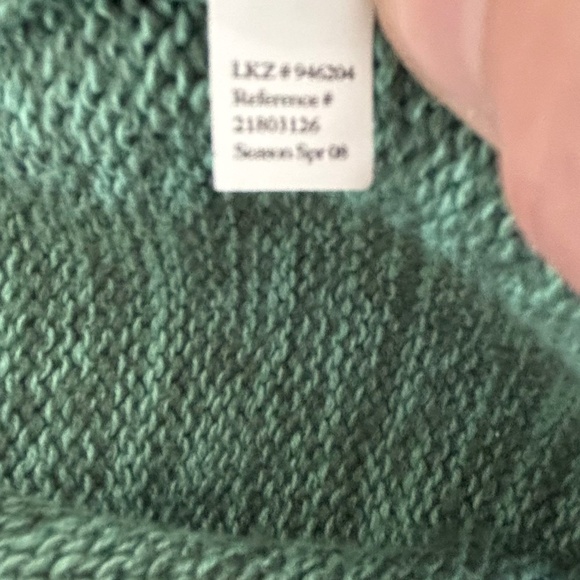 LKZ # 946204
Reference #
21803126
Season Spr 08